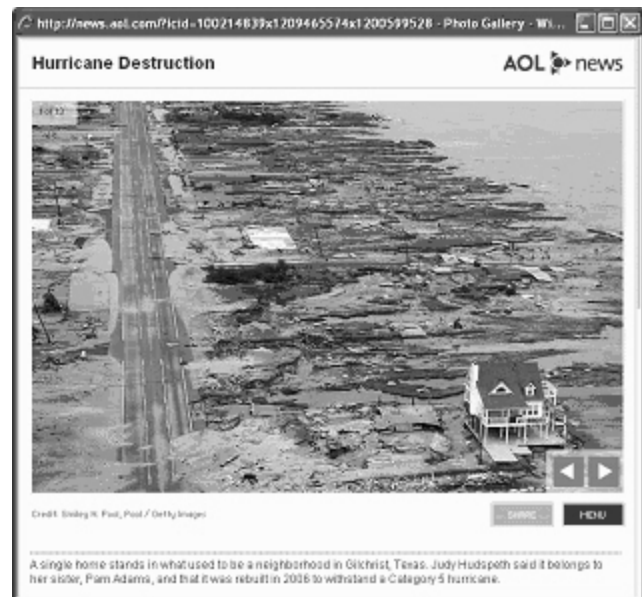 http://news.aol.com/?icid=100214839x1209465574x1200599528 - Photo Gallery - Wi...
Hurricane Destruction
AOL news
Credit: Smiley N. Pool, Pool / Getty Images
SHARE
MENU
A single home stands in what used to be a neighborhood in Gilchrist, Texas. Judy Hudspeth said it belongs to
her sister, Pam Adams, and that it was rebuilt in 2006 to withstand a Category 5 hurricane.